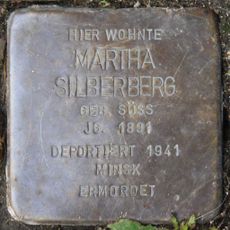 HIER WOHNTE
MARTHA
SILBERBERG
GEB. SÜSS
JG. 1891
DEPORTIERT 1941
MINSK
ERMORDET